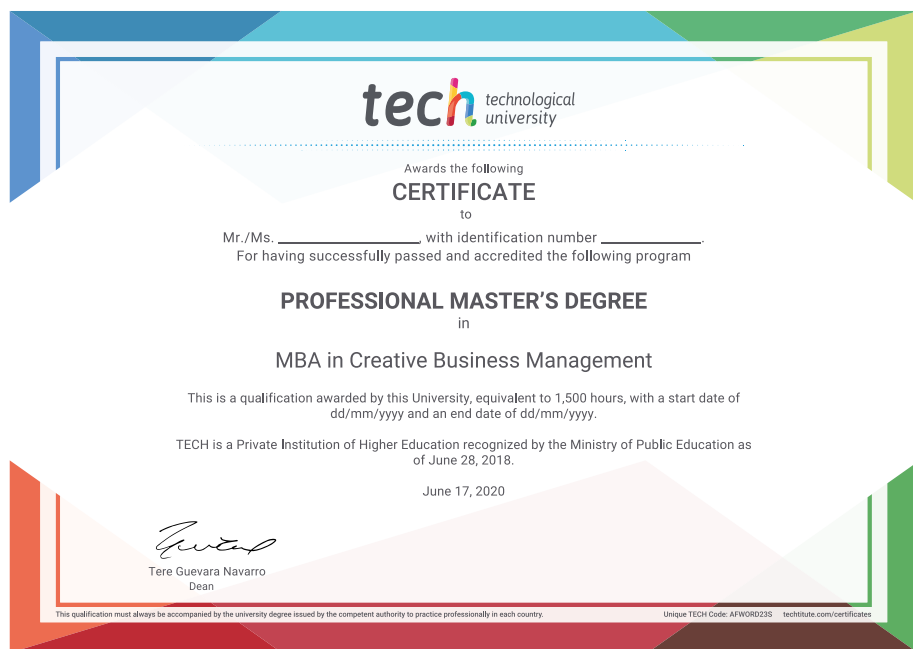 tech technological university
Awards the following
CERTIFICATE
to
Mr./Ms. ____________________, with identification number ______________.
For having successfully passed and accredited the following program
PROFESSIONAL MASTER'S DEGREE
in
MBA in Creative Business Management
This is a qualification awarded by this University, equivalent to 1,500 hours, with a start date of
dd/mm/yyyy and an end date of dd/mm/yyyy.
TECH is a Private Institution of Higher Education recognized by the Ministry of Public Education as
of June 28, 2018.
June 17, 2020
Tere Guevara Navarro
Dean
This qualification must always be accompanied by the university degree issued by the competent authority to practice professionally in each country. Unique TECH Code: AFWORD23S techtitute.com/certificates